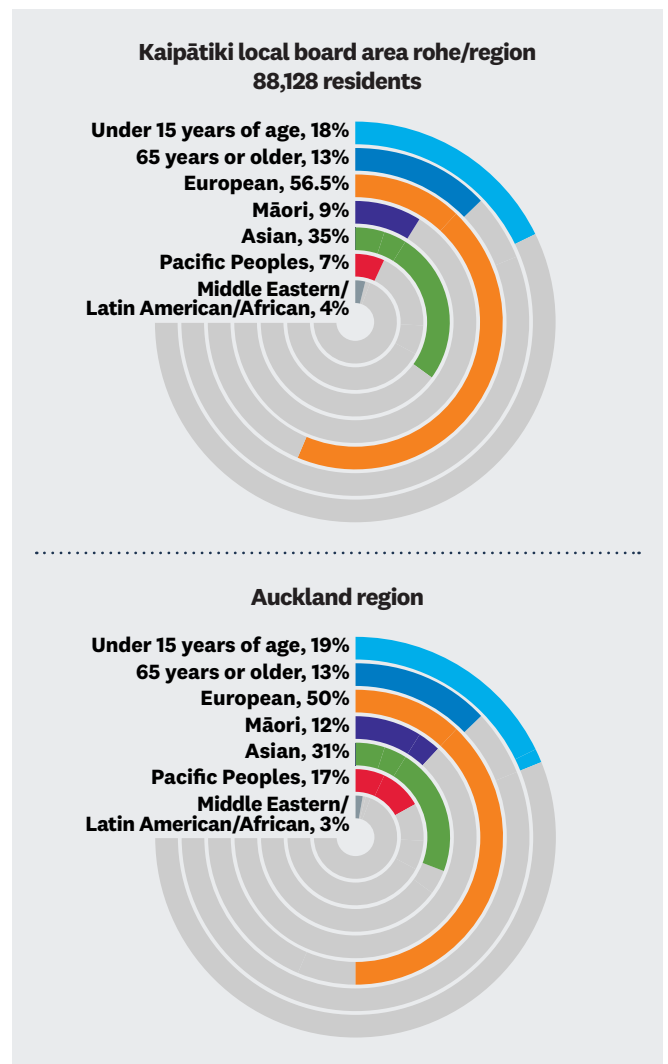 Kaipātiki local board area rohe/region
88,128 residents
Under 15 years of age, 18%
65 years or older, 13%
European, 56.5%
Māori, 9%
Asian, 35%
Pacific Peoples, 7%
Middle Eastern/
Latin American/African, 4%
Auckland region
Under 15 years of age, 19%
65 years or older, 13%
European, 50%
Māori, 12%
Asian, 31%
Pacific Peoples, 17%
Middle Eastern/
Latin American/African, 3%